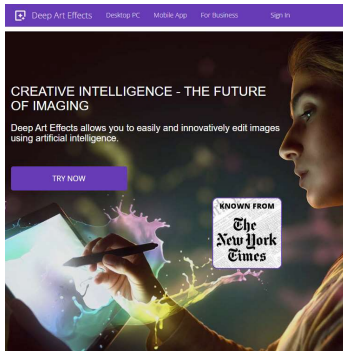 Deep Art Effects Desktop PC Mobile App For Business Sign In
CREATIVE INTELLIGENCE - THE FUTURE
OF IMAGING
Deep Art Effects allows you to easily and innovatively edit images
using artificial intelligence.
TRY NOW
KNOWN FROM
The
New York
Times